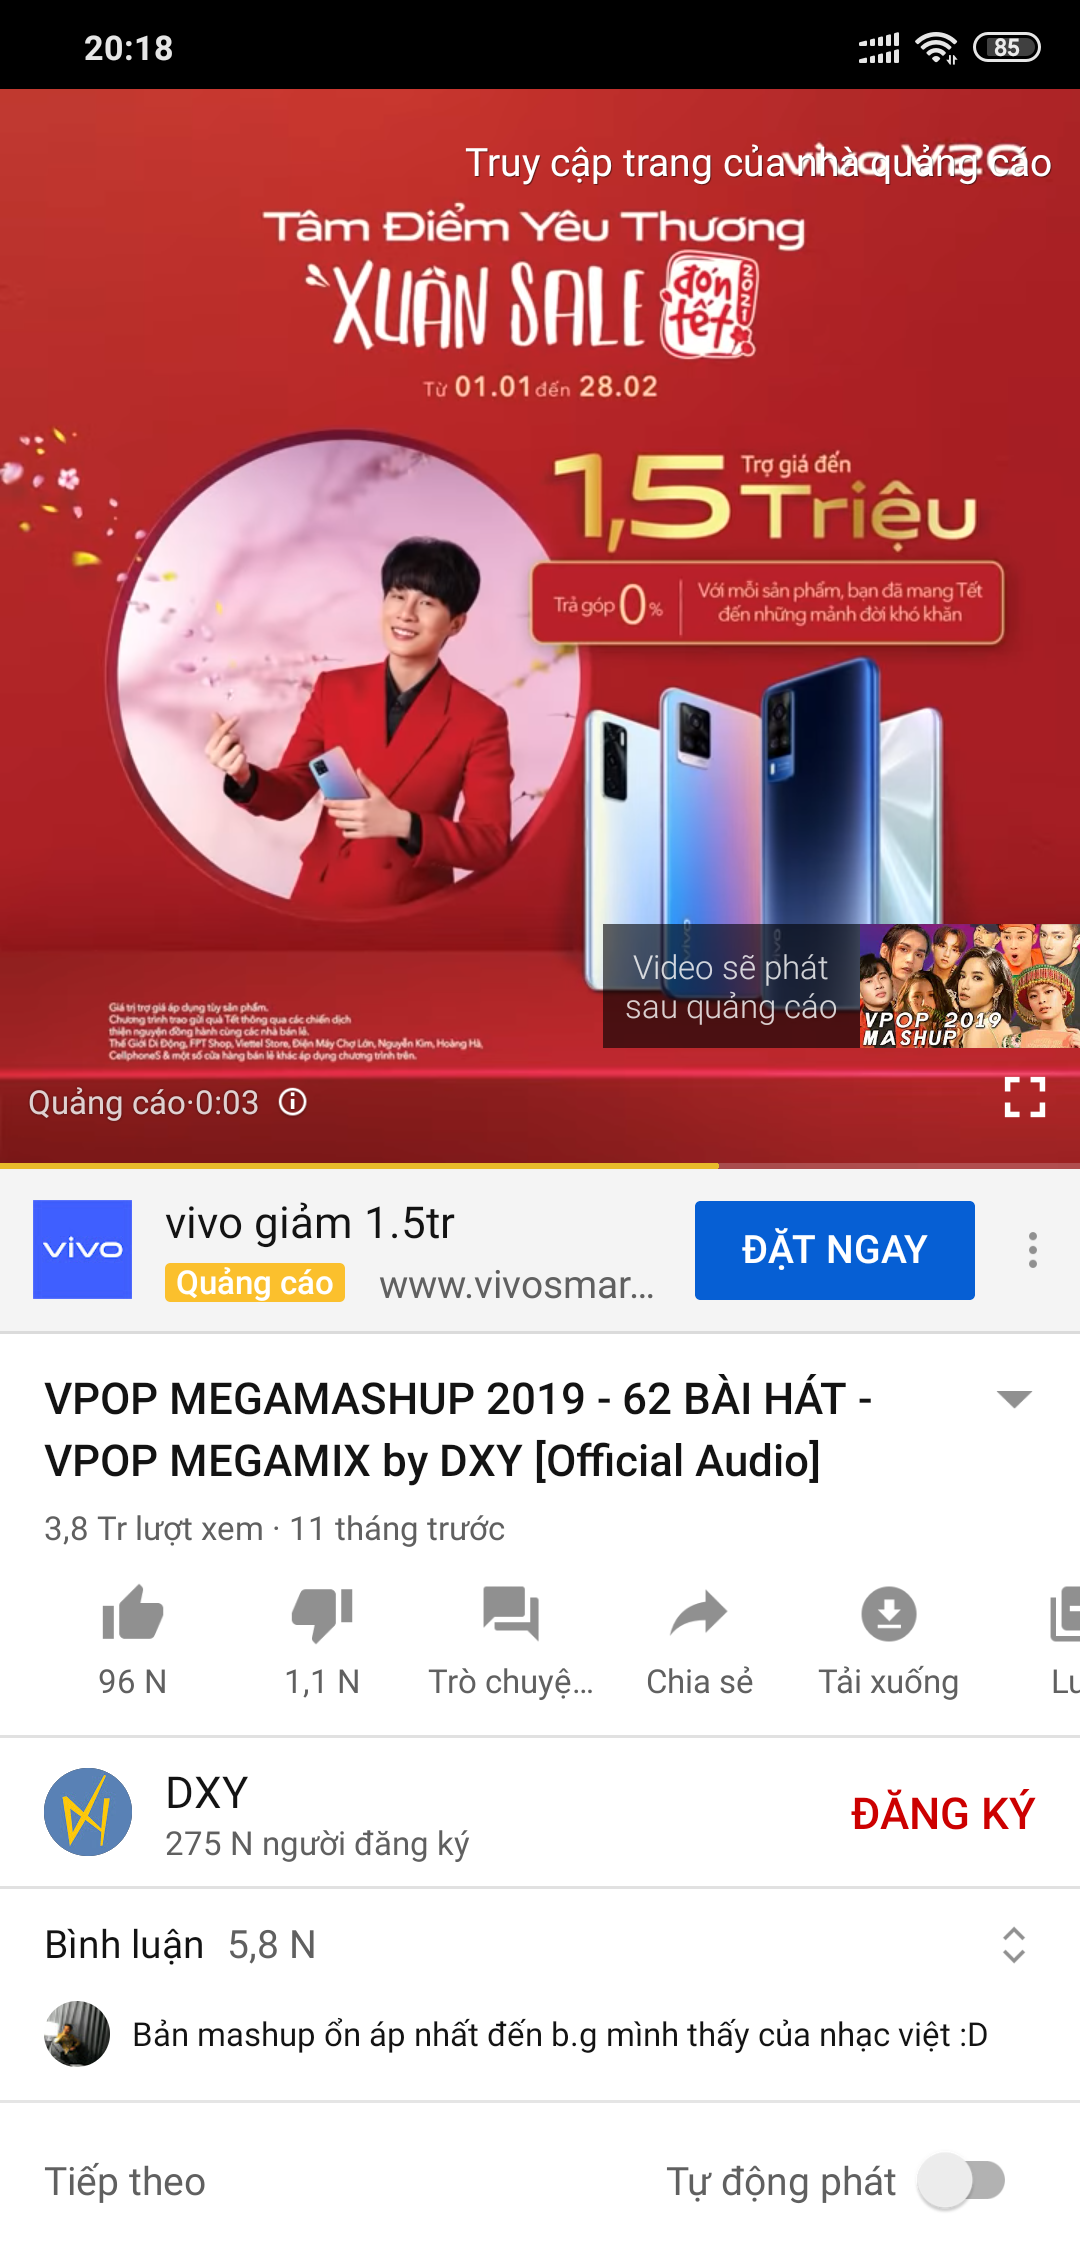 20:18
85
Truy cập trang của nhà quảng cáo
vivo V20
Tâm Điểm Yêu Thương
XUÂN SALE
đón tết 2021
Từ 01.01 đến 28.02
Trợ giá đến
1,5 Triệu
Trả góp 0%
Với mỗi sản phẩm, bạn đã mang Tết
đến những mảnh đời khó khăn
Video sẽ phát
sau quảng cáo
VPOP 2019
MASHUP
Giá trị trợ giá áp dụng tùy sản phẩm.
Chương trình trao gửi quà Tết thông qua các chiến dịch
thiện nguyện đồng hành cùng các nhà bán lẻ.
Thế Giới Di Động, FPT Shop, Viettel Store, Điện Máy Chợ Lớn, Nguyễn Kim, Hoàng Hà,
CellphoneS & một số cửa hàng bán lẻ khác áp dụng chương trình trên.
Quảng cáo·0:03
vivo
vivo giảm 1.5tr
Quảng cáo www.vivosmar...
ĐẶT NGAY
VPOP MEGAMASHUP 2019 - 62 BÀI HÁT -
VPOP MEGAMIX by DXY [Official Audio]
3,8 Tr lượt xem · 11 tháng trước
96 N
1,1 N
Trò chuyệ...
Chia sẻ
Tải xuống
Lu
DXY
275 N người đăng ký
ĐĂNG KÝ
Bình luận 5,8 N
Bản mashup ổn áp nhất đến b.g mình thấy của nhạc việt :D
Tiếp theo
Tự động phát